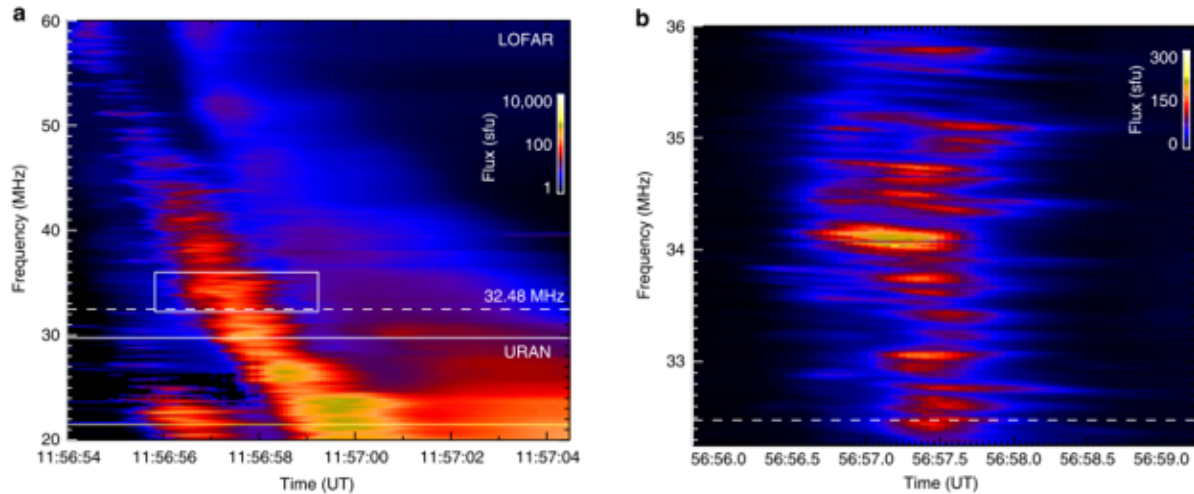 a
LOFAR
Flux (sfu)
10,000
100
1
Frequency (MHz)
60
50
40
30
20
32.48 MHz
URAN
11:56:54
11:56:56
11:56:58
11:57:00
11:57:02
11:57:04
Time (UT)
b
Flux (sfu)
300
150
0
Frequency (MHz)
36
35
34
33
56:56.0
56:56.5
56:57.0
56:57.5
56:58.0
56:58.5
56:59.0
Time (UT)